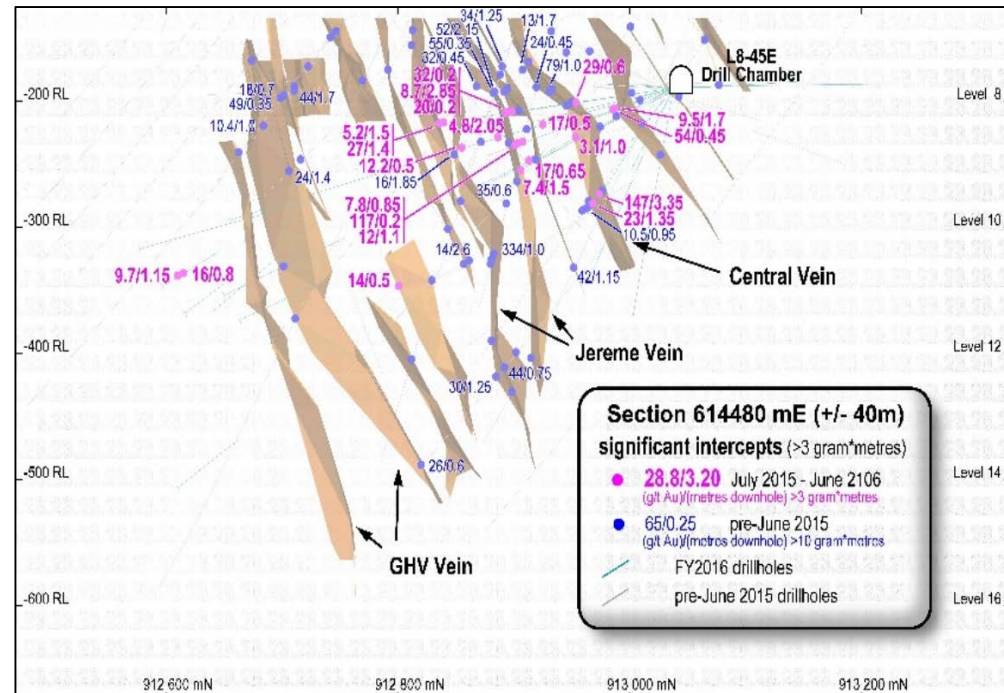 34/1.25
13/1.7
52/2.15
24/0.45
55/0.35
79/1.0
32/0.45
29/0.6
L8-45E
Drill Chamber
32/0.2
8.7/2.85
20/0.2
-200 RL
Level 8
49/0.35
44/1.7
9.5/1.7
54/0.45
10.4/1.2
5.2/1.5
27/1.4
4.8/2.05
17/0.5
3.1/1.0
12.2/0.5
16/1.85
24/1.4
17/0.65
7.4/1.5
35/0.6
7.8/0.85
117/0.2
12/1.1
147/3.35
23/1.35
10.5/0.95
-300 RL
Level 10
14/2.6
334/1.0
42/1.15
Central Vein
9.7/1.15
16/0.8
14/0.5
-400 RL
Level 12
Jereme Vein
30/1.25
44/0.75
Section 614480 mE (+/- 40m)
significant intercepts (>3 gram*metres)
28.8/3.20 July 2015 - June 2106
(g/t Au)/(metres downhole) >3 gram*metres
65/0.25 pre-June 2015
(g/t Au)/(metres downhole) >10 gram*metres
FY2016 drillholes
pre-June 2015 drillholes
26/0.6
-500 RL
Level 14
GHV Vein
-600 RL
Level 16
912 600 mN
912 800 mN
913 000 mN
913 200 mN